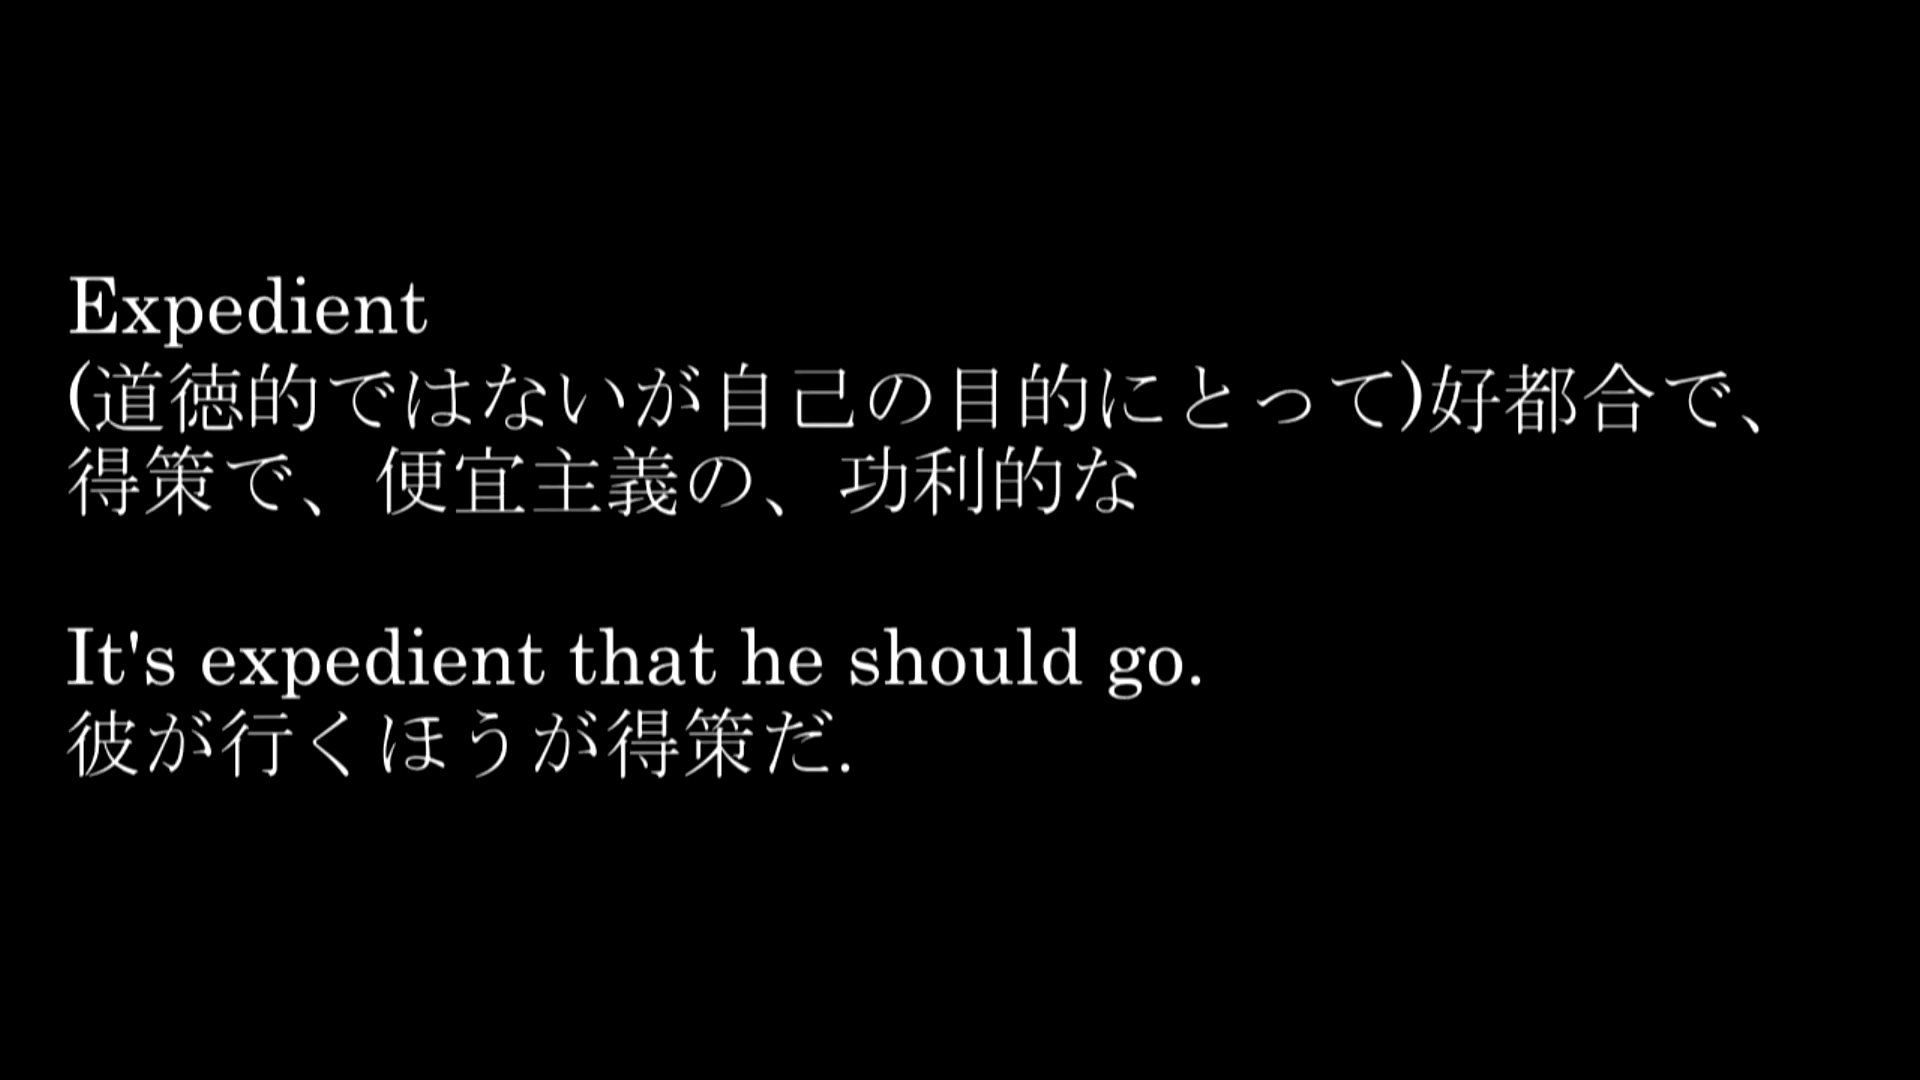 Expedient
(道徳的ではないが自己の目的にとって)好都合で、
得策で、便宜主義の、功利的な
It's expedient that he should go.
彼が行くほうが得策だ.